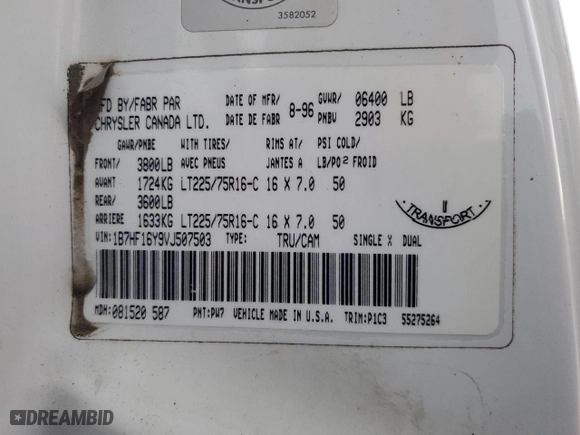 TRANSPORT
3582052
MFD BY/FABR PAR
CHRYSLER CANADA LTD.
DATE OF MFR/
DATE DE FABR 8-96
GVWR/ 06400 LB
PNBV 2903 KG
GAWR/PNBE WITH TIRES/ RIMS AT/ PSI COLD/
FRONT/ 3800LB AVEC PNEUS JANTES A LB/PO2 FROID
AVANT 1724KG LT225/75R16-C 16 X 7.0 50
REAR/ 3600LB
ARRIERE 1633KG LT225/75R16-C 16 X 7.0 50
TRANSPORT
VIN: 1B7HF16Y9VJ507503 TYPE: TRU/CAM SINGLE X DUAL
MDH: 081520 587 PNT: PW7 VEHICLE MADE IN U.S.A. TRIM: P1C3 55275264
DREAMBID